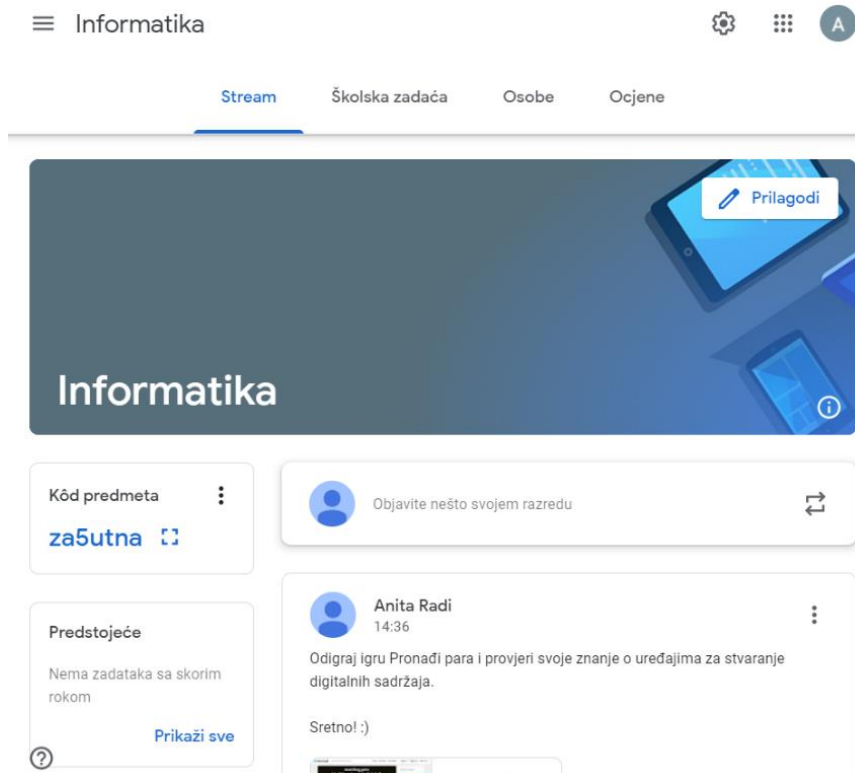 Informatika
A
Stream Školska zadaća Osobe Ocjene
Prilagodi
Informatika
Kôd predmeta
za5utna
Objavite nešto svojem razredu
Predstojeće
Nema zadataka sa skorim
rokom
Prikaži sve
Anita Radi
14:36
Odigraj igru Pronađi para i provjeri svoje znanje o uređajima za stvaranje
digitalnih sadržaja.
Sretno! :)